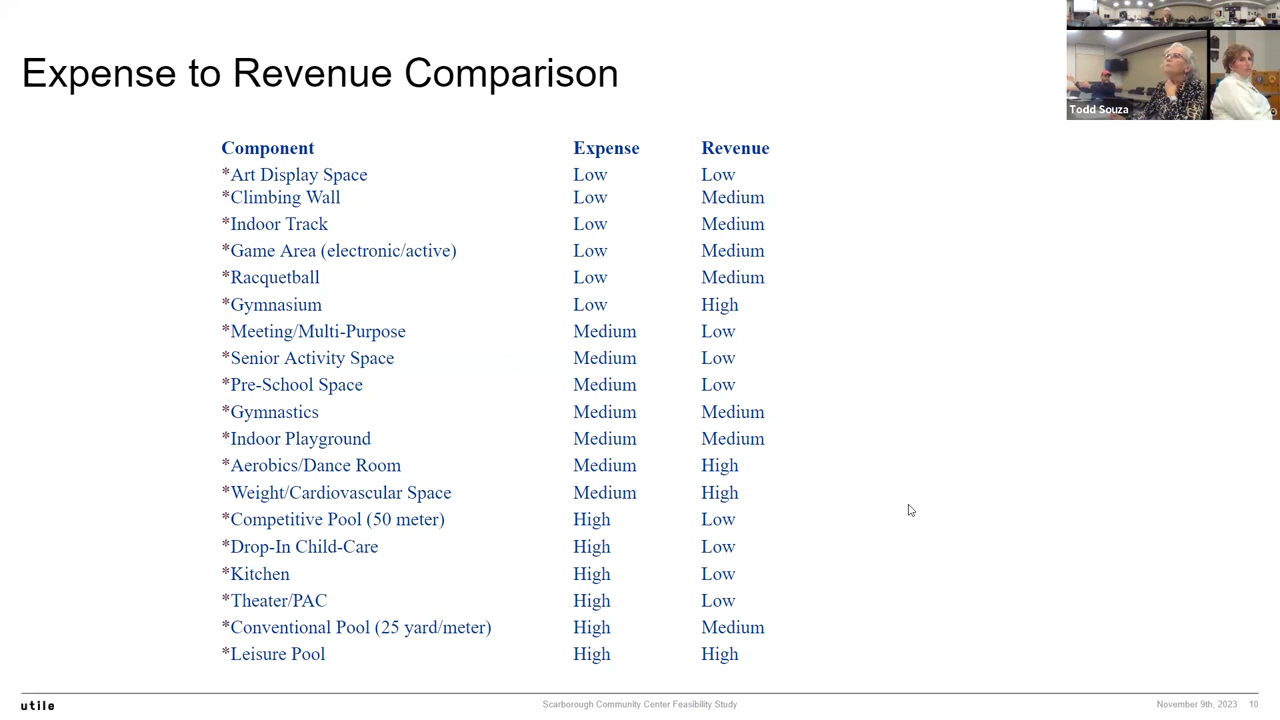 Expense to Revenue Comparison
Todd Souza
Component Expense Revenue
*Art Display Space Low Low
*Climbing Wall Low Medium
*Indoor Track Low Medium
*Game Area (electronic/active) Low Medium
*Racquetball Low Medium
*Gymnasium Low High
*Meeting/Multi-Purpose Medium Low
*Senior Activity Space Medium Low
*Pre-School Space Medium Low
*Gymnastics Medium Medium
*Indoor Playground Medium Medium
*Aerobics/Dance Room Medium High
*Weight/Cardiovascular Space Medium High
*Competitive Pool (50 meter) High Low
*Drop-In Child-Care High Low
*Kitchen High Low
*Theater/PAC High Low
*Conventional Pool (25 yard/meter) High Medium
*Leisure Pool High High
utile Scarborough Community Center Feasibility Study November 9th, 2023 10